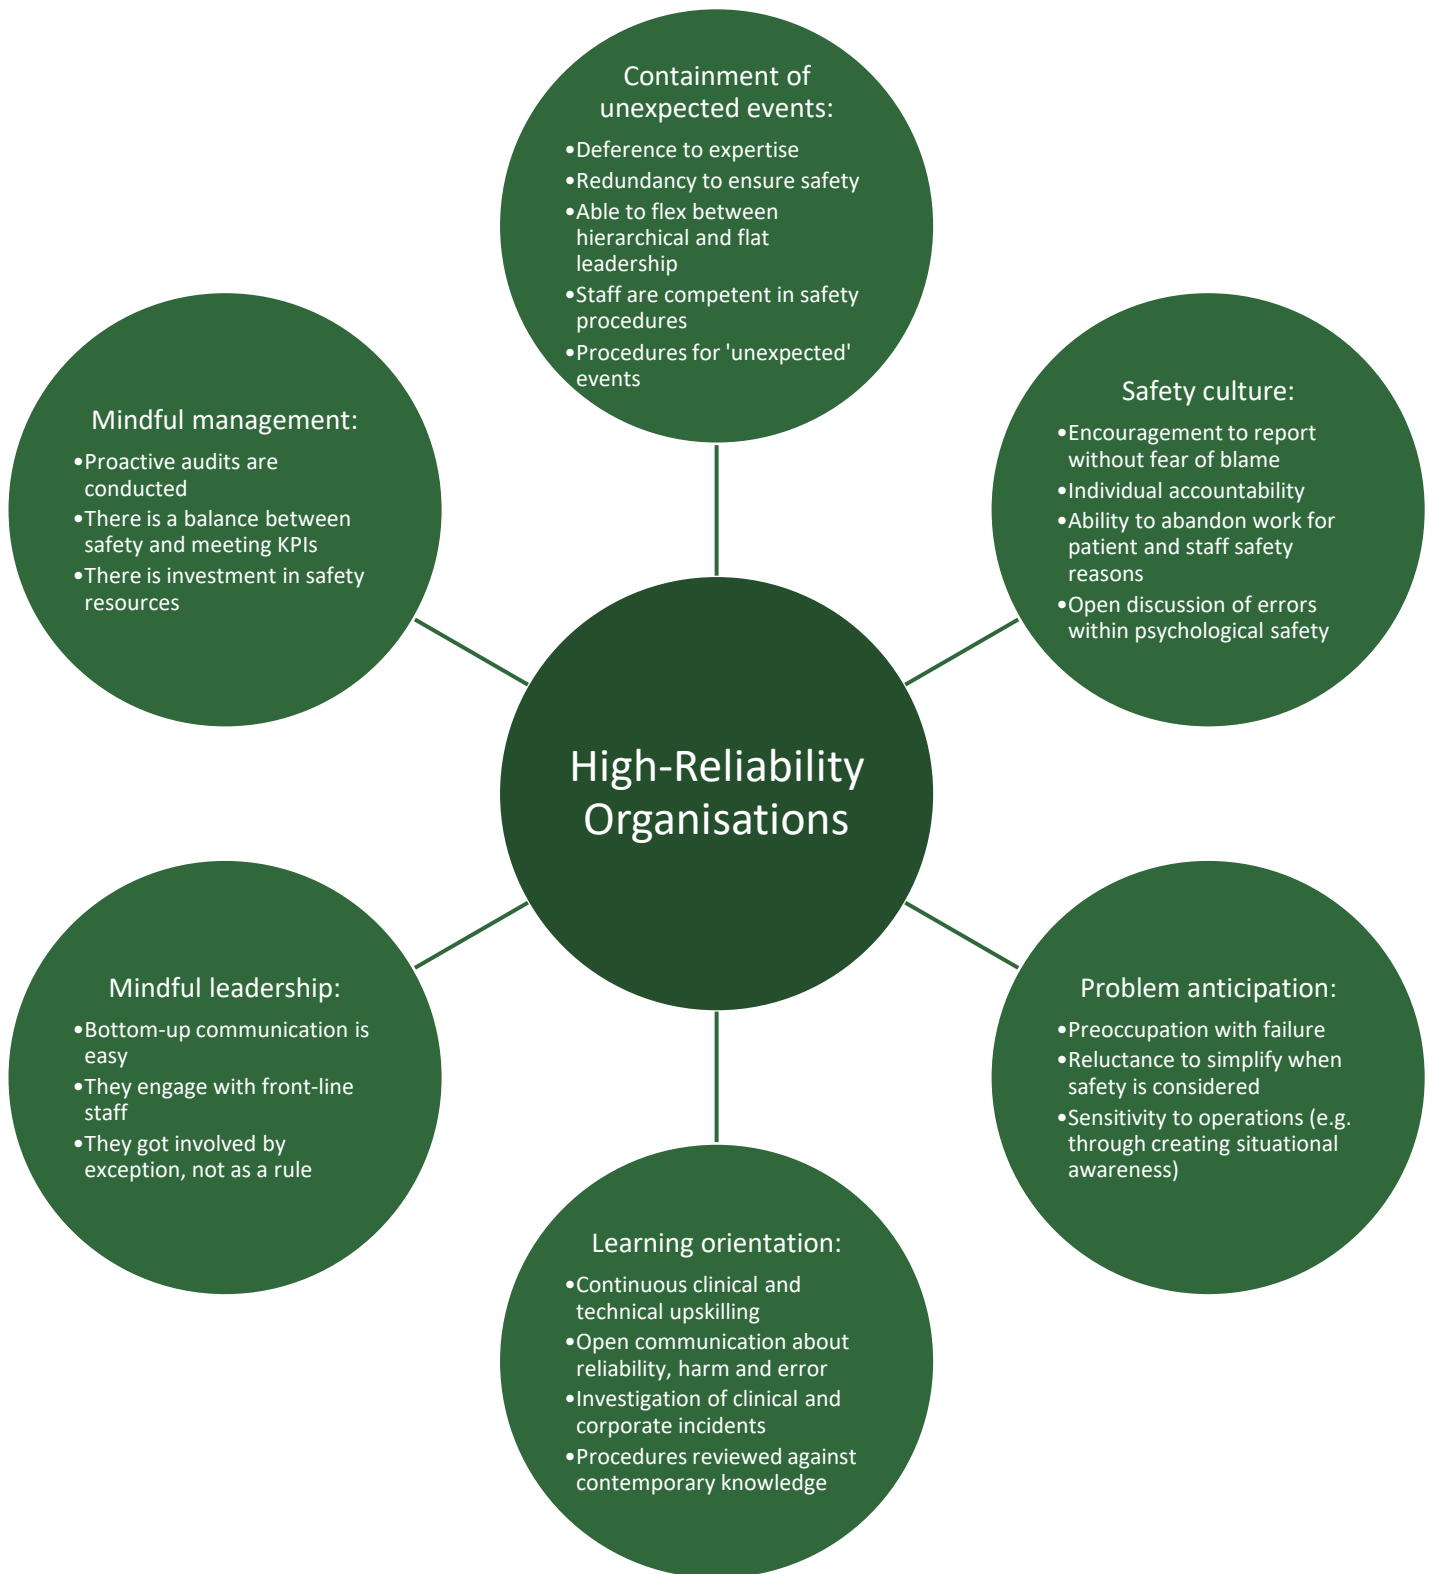 Containment of
unexpected events:
•Deference to expertise
•Redundancy to ensure safety
•Able to flex between
hierarchical and flat
leadership
•Staff are competent in safety
procedures
•Procedures for 'unexpected'
events
Safety culture:
•Encouragement to report
without fear of blame
•Individual accountability
•Ability to abandon work for
patient and staff safety
reasons
•Open discussion of errors
within psychological safety
Problem anticipation:
•Preoccupation with failure
•Reluctance to simplify when
safety is considered
•Sensitivity to operations (e.g.
through creating situational
awareness)
Learning orientation:
•Continuous clinical and
technical upskilling
•Open communication about
reliability, harm and error
•Investigation of clinical and
corporate incidents
•Procedures reviewed against
contemporary knowledge
Mindful leadership:
•Bottom-up communication is
easy
•They engage with front-line
staff
•They got involved by
exception, not as a rule
Mindful management:
•Proactive audits are
conducted
•There is a balance between
safety and meeting KPIs
•There is investment in safety
resources
High-Reliability
Organisations